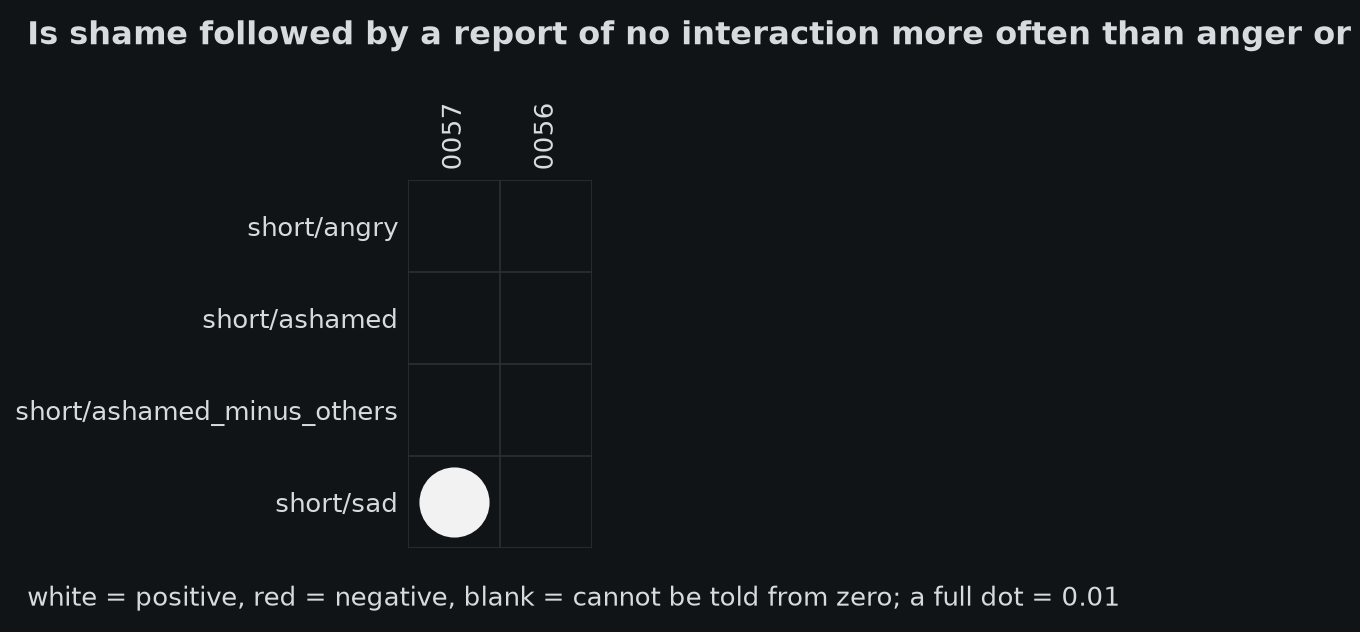 Is shame followed by a report of no interaction more often than anger or
0057
0056
short/angry
short/ashamed
short/ashamed_minus_others
short/sad
white = positive, red = negative, blank = cannot be told from zero; a full dot = 0.01